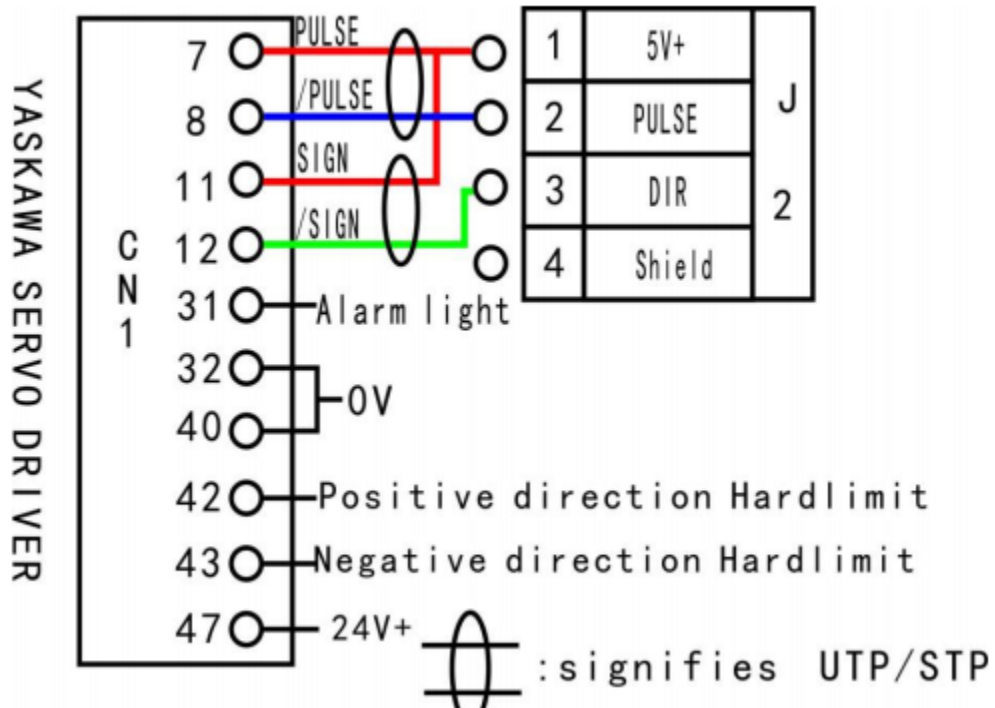 YASKAWA SERVO DRIVER
CN1
7 PULSE
8 /PULSE
11 SIGN
12 /SIGN
31 Alarm light
32
40
0V
42 Positive direction Hardlimit
43 Negative direction Hardlimit
47 24V+
1 5V+
2 PULSE
3 DIR
4 Shield
J2
:signifies UTP/STP